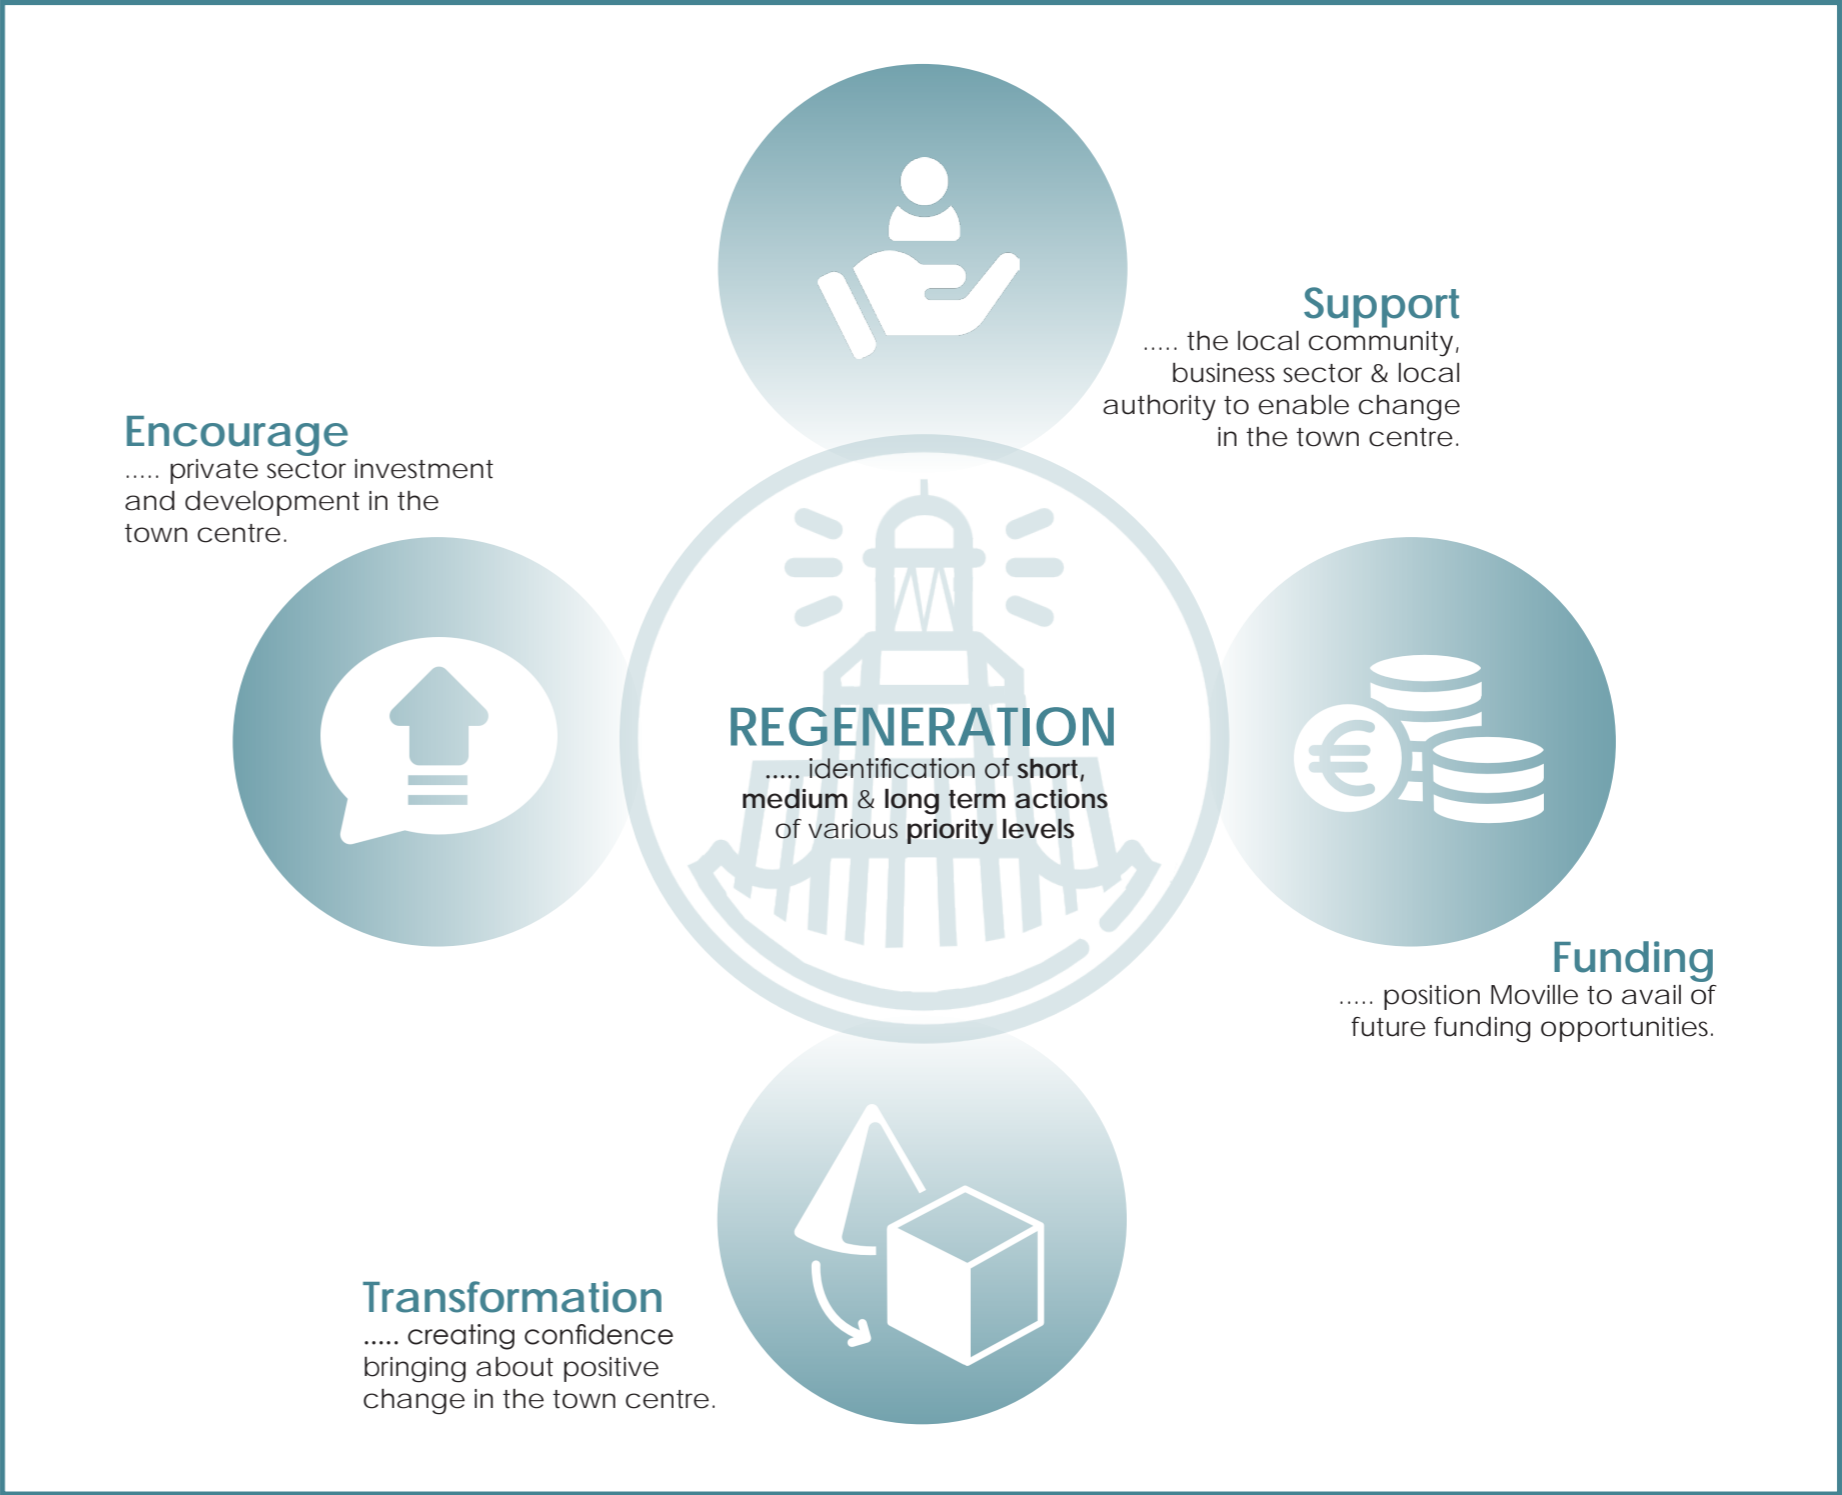 Support
..... the local community,
business sector & local
authority to enable change
in the town centre.
Encourage
..... private sector investment
and development in the
town centre.
REGENERATION
..... identification of short,
medium & long term actions
of various priority levels
€
Funding
..... position Moville to avail of
future funding opportunities.
Transformation
..... creating confidence
bringing about positive
change in the town centre.